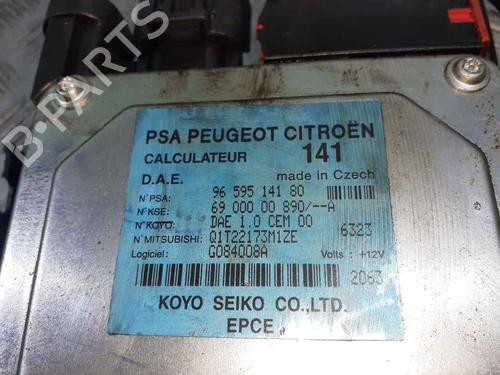 PSA PEUGEOT CITROËN
CALCULATEUR 141
D.A.E. made in Czech
N°PSA: 96 595 141 80
N°KSE: 69 000 00 890/--A
N°KOYO: DAE 1.0 CEM 00 6323
N°MITSUBISHI: Q1T22173M1ZE
Logiciel: G084008A Volts : +12V
2063
KOYO SEIKO CO.,LTD.
EPCE
B-PARTS